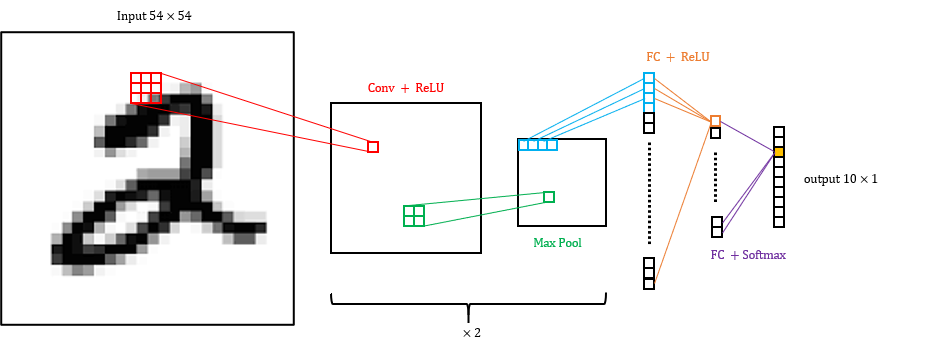 Input 54 × 54
Conv + ReLU
Max Pool
× 2
FC + ReLU
FC + Softmax
output 10 × 1